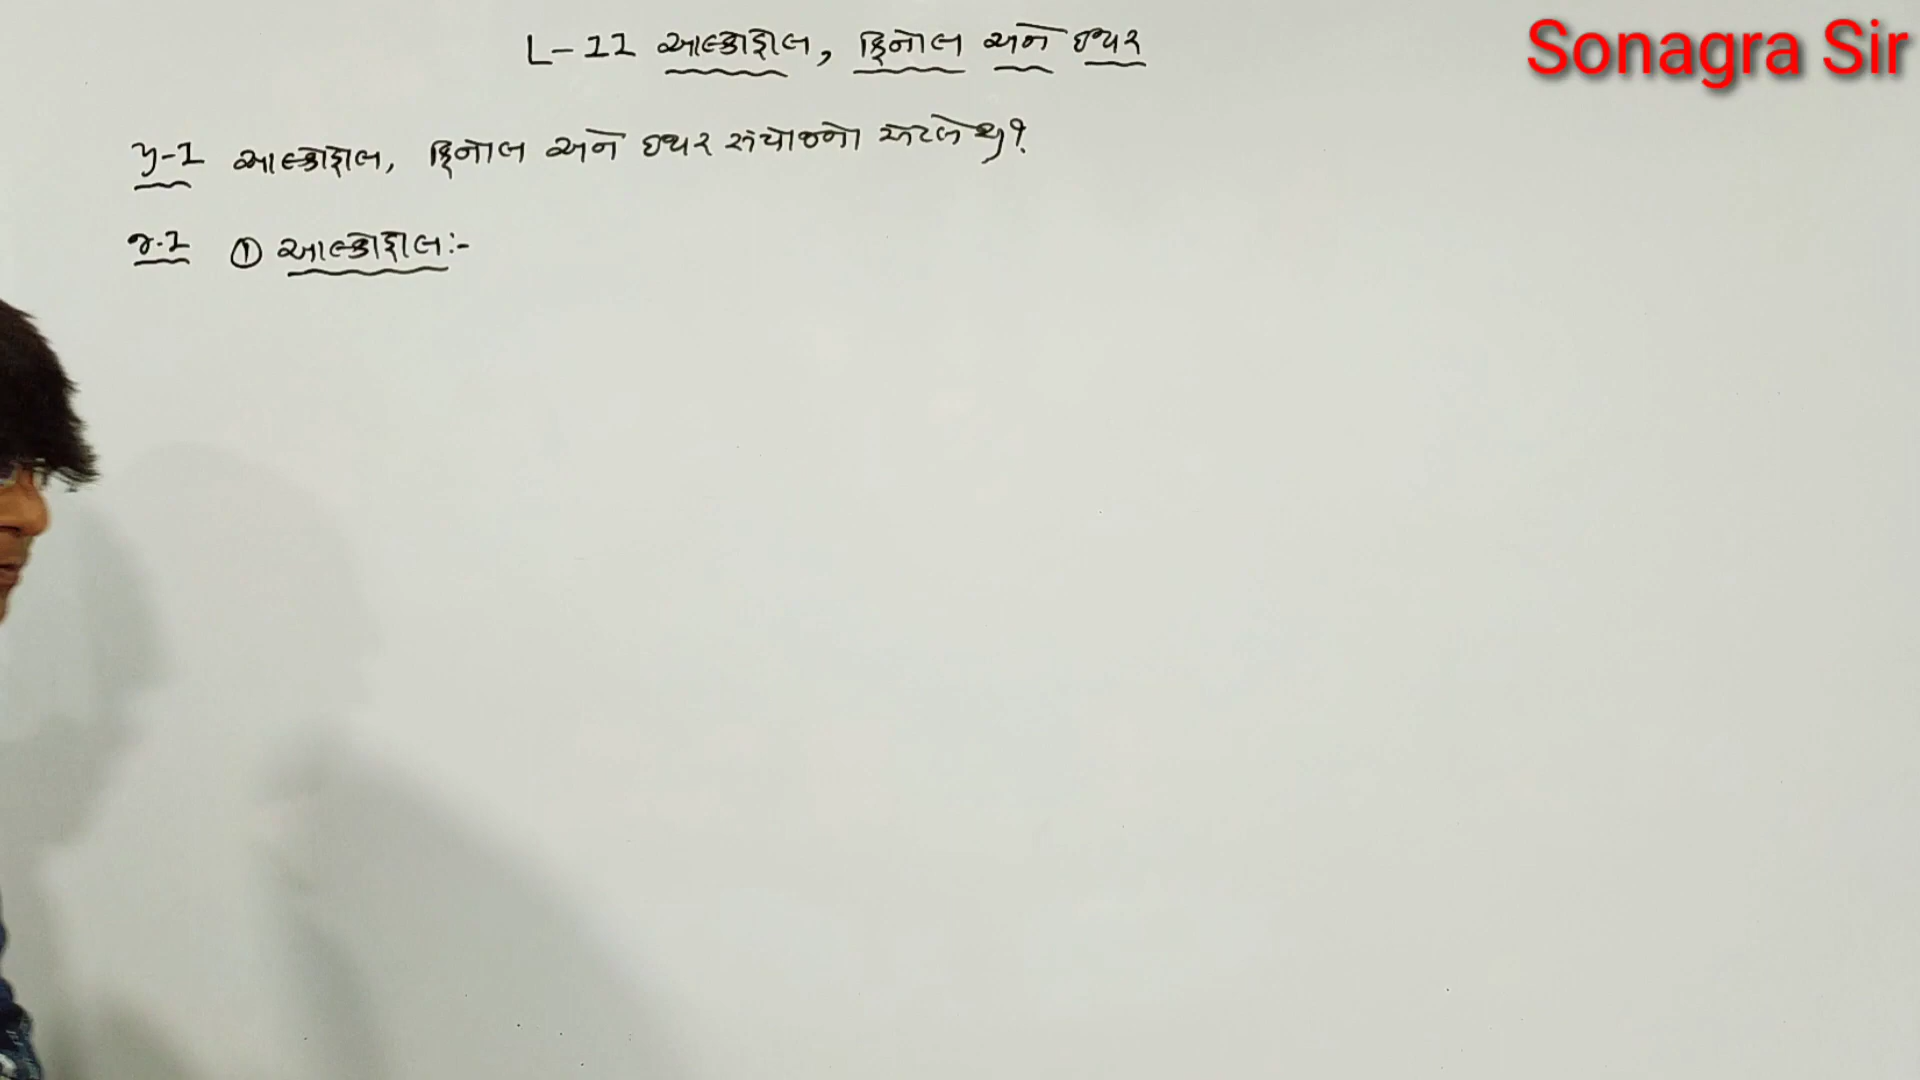 L-11 આલ્કોહોલ, ફિનોલ અને ઇથર
Sonagra Sir
પ્ર-1 આલ્કોહોલ, ફિનોલ અને ઇથર સંયોજનો એટલે શું?
જ.1 ① આલ્કોહોલ:-